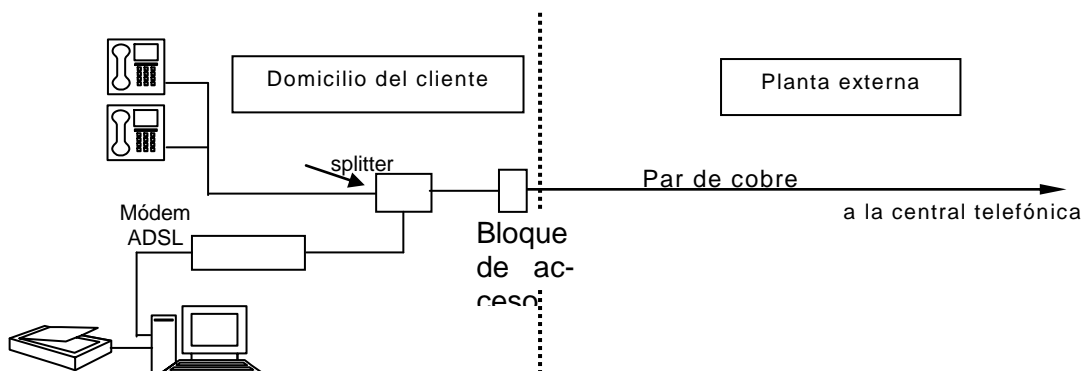 Domicilio del cliente
Planta externa
splitter
Par de cobre
a la central telefónica
Módem
ADSL
Bloque
de ac-
ceso